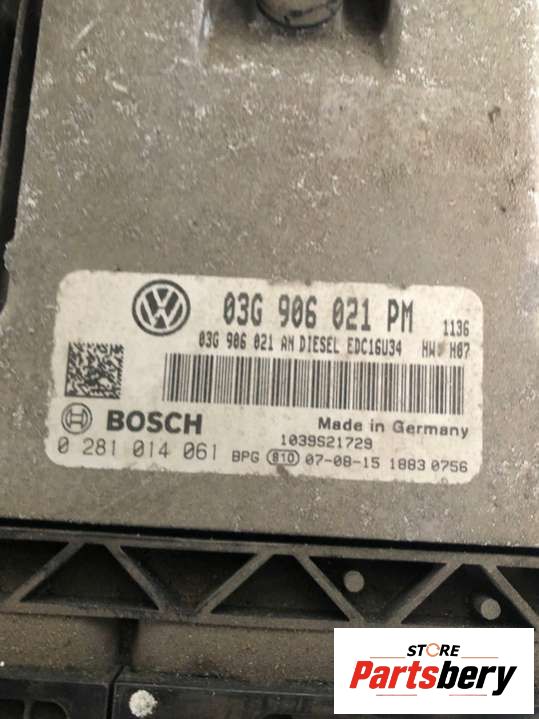 03G 906 021 PM 1136
03G 906 021 AN DIESEL EDC16U34 HW: H07
BOSCH
Made in Germany
1039S21729
0 281 014 061 BPG 810 07-08-15 1883 0756
STORE
Partsbery